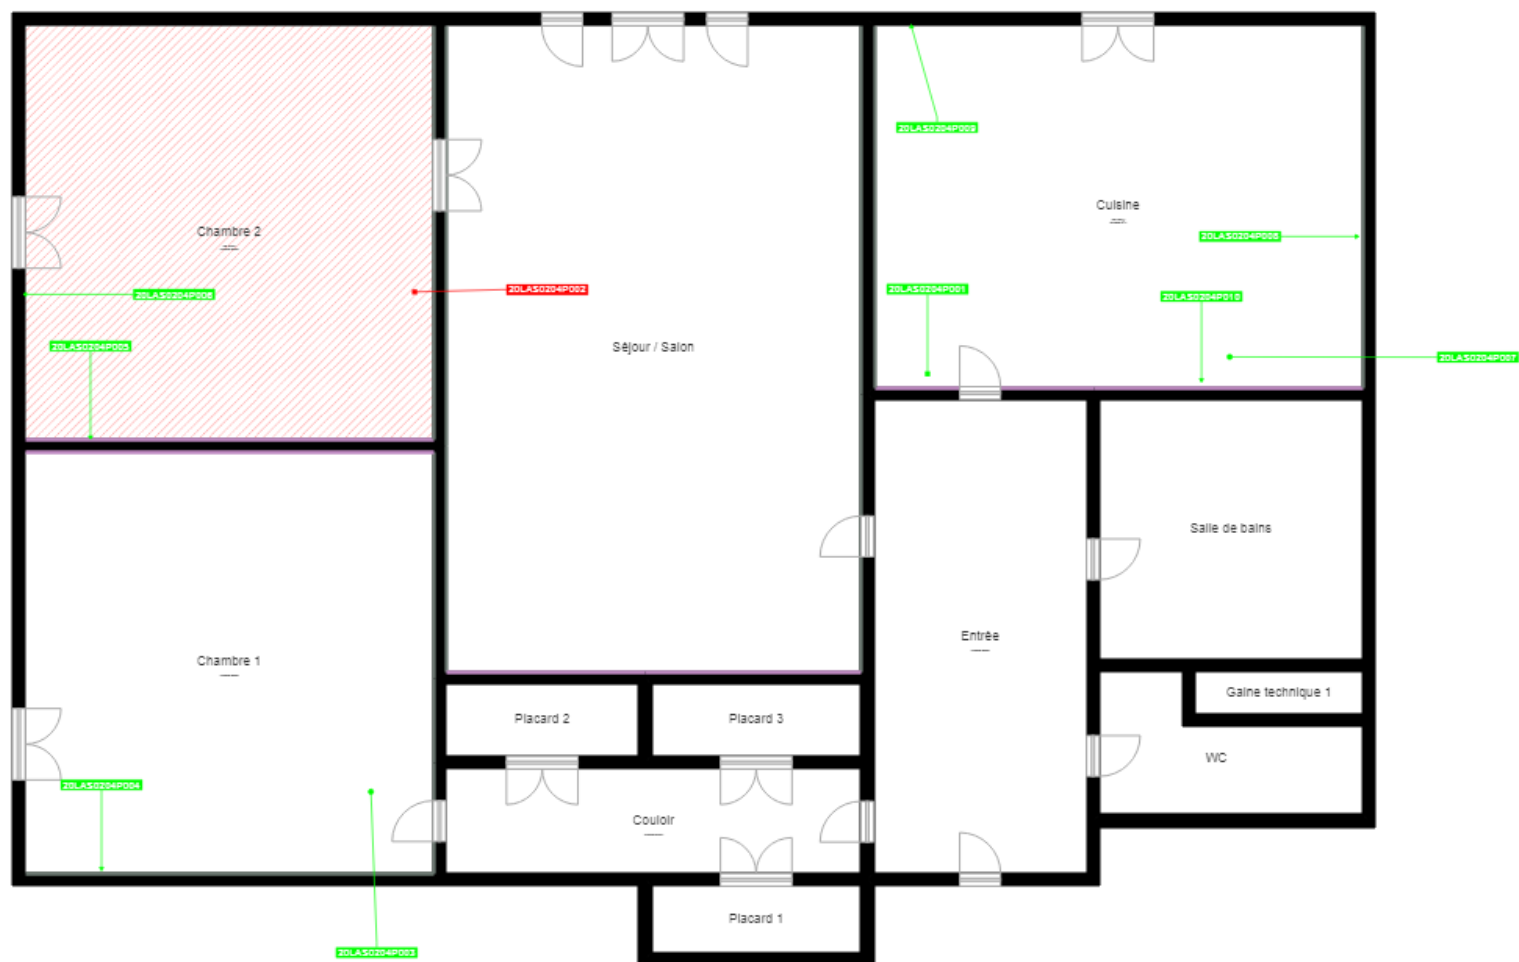 20LAS0204P009
Cuisine
Chambre 2
20LAS0204P008
20LAS0204P006
20LAS0204P002
20LAS0204P001
20LAS0204P010
20LAS0204P005
Séjour / Salon
20LAS0204P007
Salle de bains
Entrée
Chambre 1
Gaine technique 1
Placard 2
Placard 3
WC
20LAS0204P004
Couloir
Placard 1
20LAS0204P003